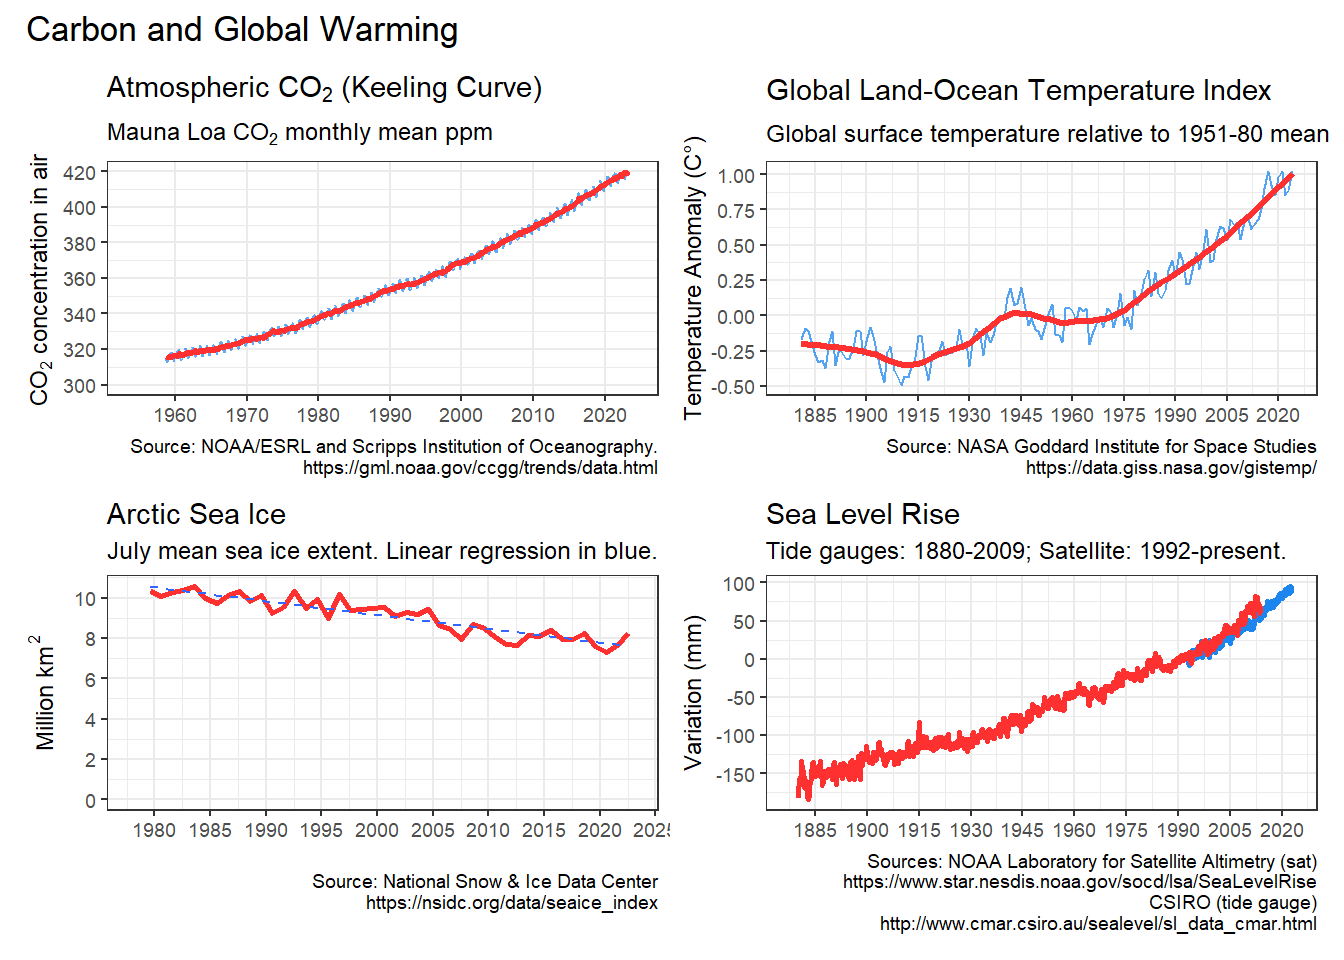 Carbon and Global Warming
Atmospheric CO₂ (Keeling Curve)
Mauna Loa CO₂ monthly mean ppm
CO₂ concentration in air
420
400
380
360
340
320
300
1960 1970 1980 1990 2000 2010 2020
Source: NOAA/ESRL and Scripps Institution of Oceanography.
https://gml.noaa.gov/ccgg/trends/data.html
Global Land-Ocean Temperature Index
Global surface temperature relative to 1951-80 mean
Temperature Anomaly (C°)
1.00
0.75
0.50
0.25
0.00
-0.25
-0.50
1885 1900 1915 1930 1945 1960 1975 1990 2005 2020
Source: NASA Goddard Institute for Space Studies
https://data.giss.nasa.gov/gistemp/
Arctic Sea Ice
July mean sea ice extent. Linear regression in blue.
Million km²
10
8
6
4
2
0
1980 1985 1990 1995 2000 2005 2010 2015 2020 2025
Source: National Snow & Ice Data Center
https://nsidc.org/data/seaice_index
Sea Level Rise
Tide gauges: 1880-2009; Satellite: 1992-present.
Variation (mm)
100
50
0
-50
-100
-150
1885 1900 1915 1930 1945 1960 1975 1990 2005 2020
Sources: NOAA Laboratory for Satellite Altimetry (sat)
https://www.star.nesdis.noaa.gov/socd/lsa/SeaLevelRise
CSIRO (tide gauge)
http://www.cmar.csiro.au/sealevel/sl_data_cmar.html